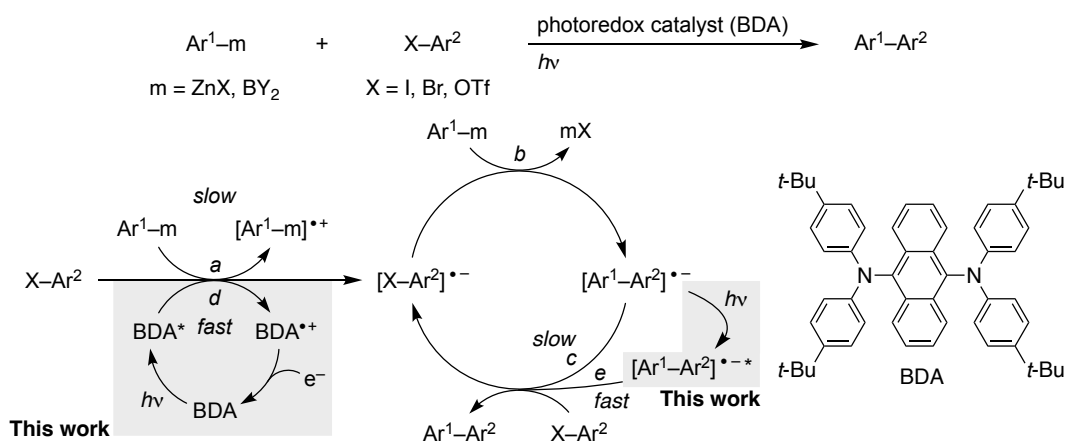 Ar¹–m + X–Ar² photoredox catalyst (BDA) Ar¹–Ar²
hν
m = ZnX, BY₂ X = I, Br, OTf
Ar¹–m mX
b
slow
Ar¹–m [Ar¹–m]•+
a
X–Ar² [X–Ar²]•– [Ar¹–Ar²]•–
d
hν
BDA* fast BDA•+
slow
c
e⁻
e
[Ar¹–Ar²]•–*
hν
BDA
fast
This work
This work
Ar¹–Ar² X–Ar²
t-Bu t-Bu
N N
t-Bu t-Bu
BDA